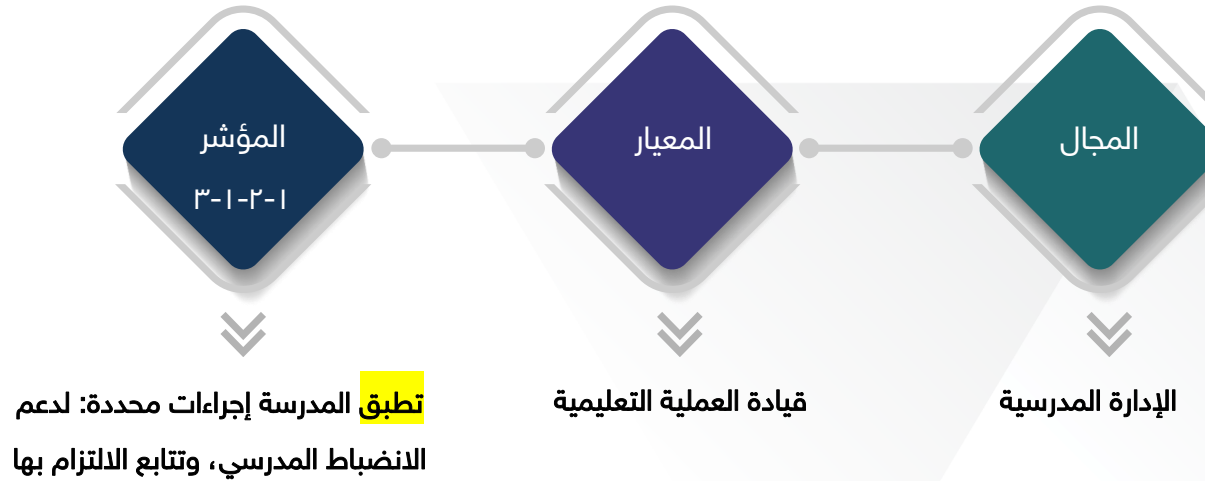 المجال
المعيار
المؤشر
٣-١-٢-١
الإدارة المدرسية
قيادة العملية التعليمية
تطبق المدرسة إجراءات محددة: لدعم
الانضباط المدرسي، وتتابع الالتزام بها